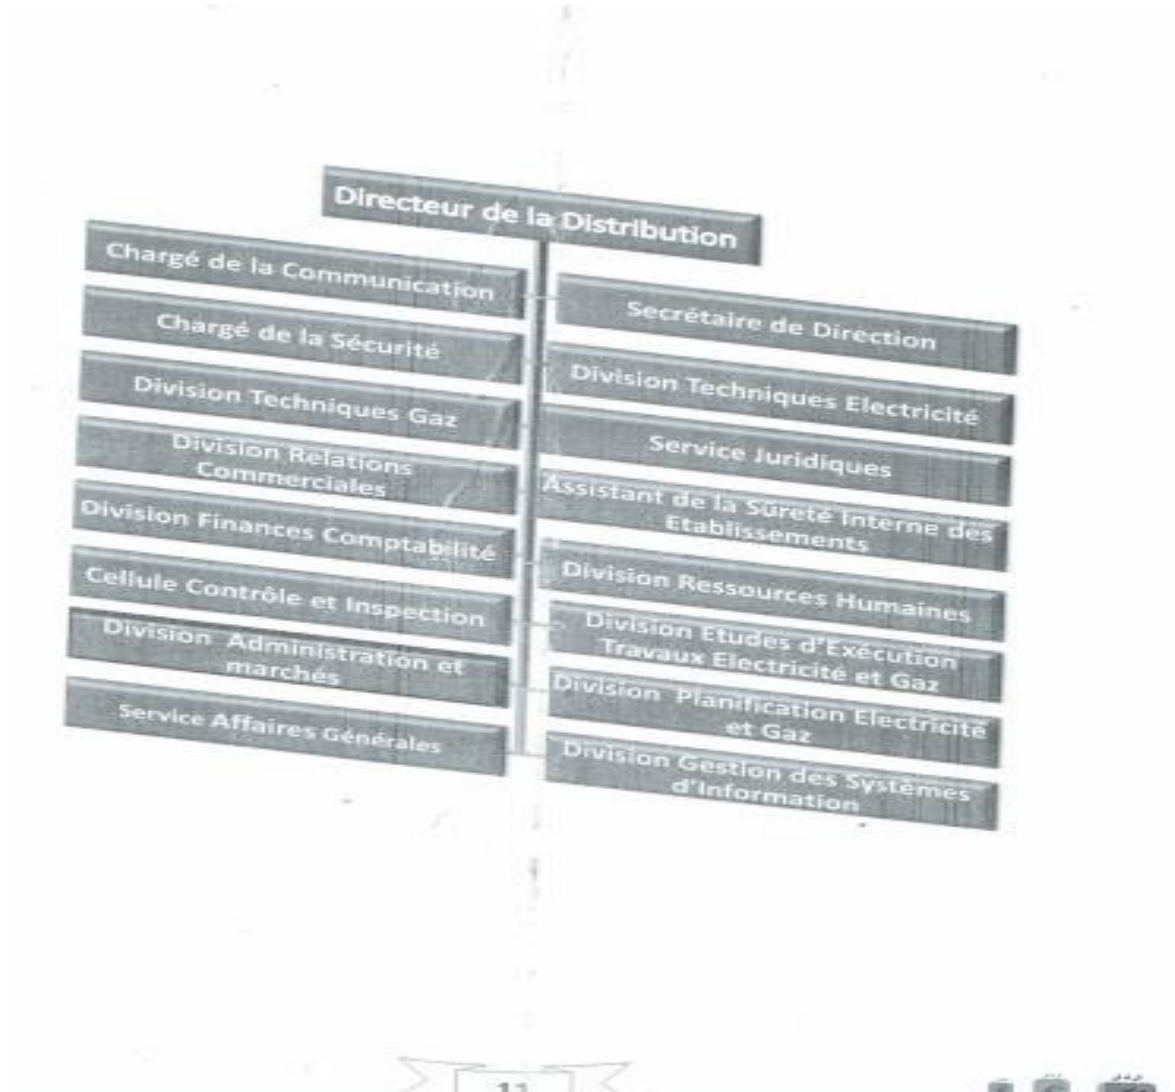 Directeur de la Distribution
Chargé de la Communication
Secrétaire de Direction
Chargé de la Sécurité
Division Techniques Electricité
Division Techniques Gaz
Service Juridiques
Division Relations
Commerciales
Assistant de la Sûreté Interne des
Etablissements
Division Finances Comptabilité
Division Ressources Humaines
Cellule Contrôle et Inspection
Division Etudes d'Exécution
Travaux Electricité et Gaz
Division Administration et
marchés
Division Planification Electricité
et Gaz
Service Affaires Générales
Division Gestion des Systèmes
d'Information